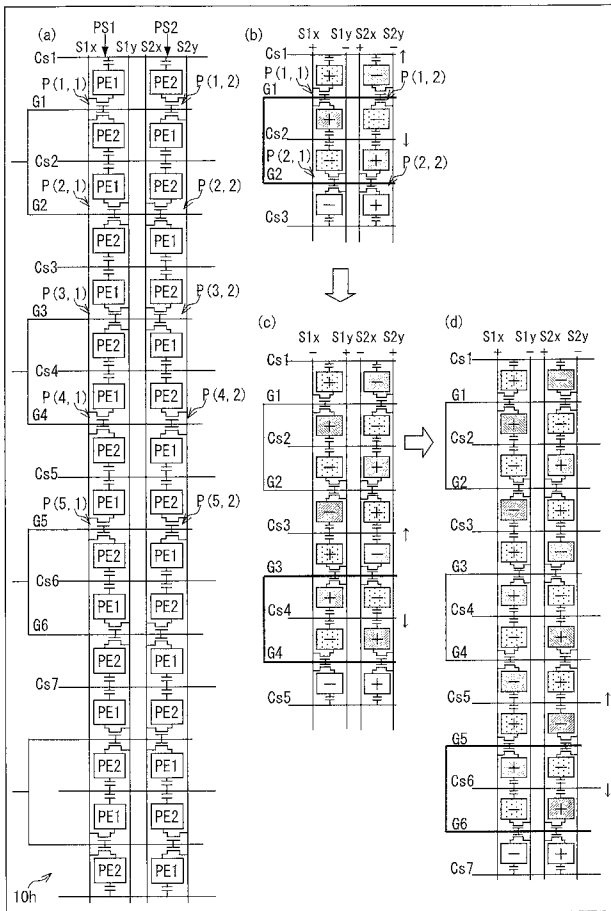 (a)
PS1 PS2
S1x S1y S2x S2y
Cs1
PE1 PE2
P(1, 1) P(1, 2)
G1
PE2 PE1
Cs2
P(2, 1) PE1 PE2 P(2, 2)
G2
PE2 PE1
Cs3
PE1 PE2
P(3, 1) P(3, 2)
G3
PE2 PE1
Cs4
P(4, 1) PE1 PE2 P(4, 2)
G4
PE2 PE1
Cs5
P(5, 1) PE1 PE2 P(5, 2)
G5
PE2 PE1
Cs6
PE1 PE2
G6
PE2 PE1
Cs7
PE1 PE2
PE2 PE1
PE1 PE2
PE2 PE1
10h
(b)
S1x S1y S2x S2y
+ − + −
Cs1 ↑
P(1, 1) + − P(1, 2)
G1
+ −
Cs2 ↓
P(2, 1) − + P(2, 2)
G2
− +
Cs3
(c)
S1x S1y S2x S2y
− + − +
Cs1
+ −
G1
+ −
Cs2
− +
G2
− +
Cs3 ↑
+ −
G3
+ −
Cs4 ↓
− +
G4
− +
Cs5
(d)
S1x S1y S2x S2y
+ − + −
Cs1
+ −
G1
+ −
Cs2
− +
G2
− +
Cs3
+ −
G3
+ −
Cs4
− +
G4
− +
Cs5 ↑
+ −
G5
+ −
Cs6 ↓
− +
G6
− +
Cs7